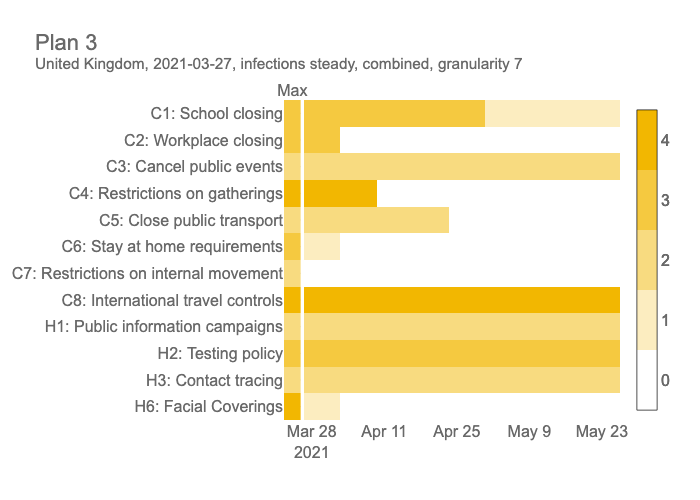 Plan 3
United Kingdom, 2021-03-27, infections steady, combined, granularity 7
Max
C1: School closing
C2: Workplace closing
C3: Cancel public events
C4: Restrictions on gatherings
C5: Close public transport
C6: Stay at home requirements
C7: Restrictions on internal movement
C8: International travel controls
H1: Public information campaigns
H2: Testing policy
H3: Contact tracing
H6: Facial Coverings
Mar 28 Apr 11 Apr 25 May 9 May 23
2021
4
3
2
1
0